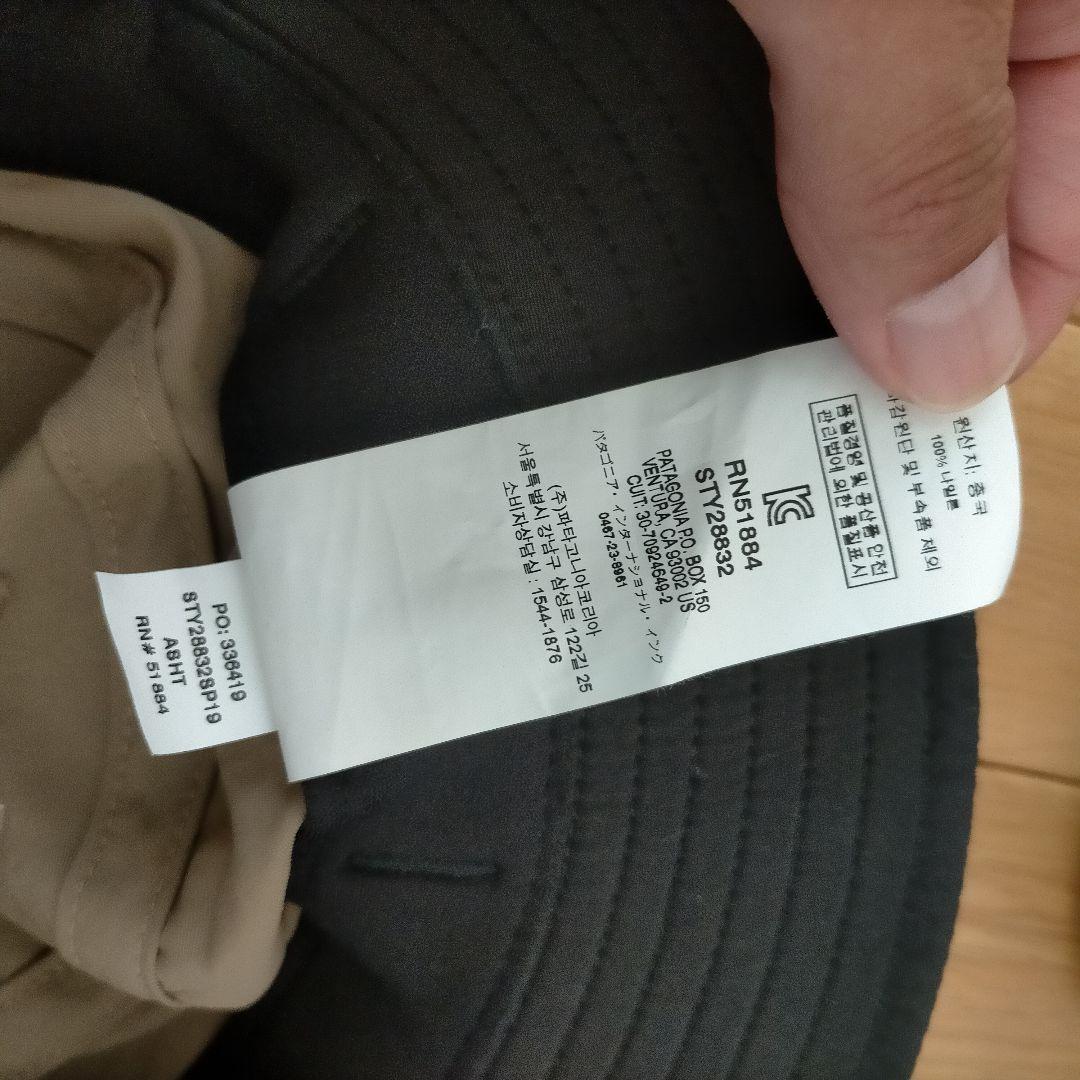 원산지: 중국
100% 나일론
감원단 및 부속품 제외
품질경영 및 공산품 안전
관리법에 의한 품질표시
RN51884
STY28832
PATAGONIA P.O. BOX 150
VENTURA, CA 93002 US
CUIT: 30-70924649-2
パタゴニア・インターナショナル・インク
0467-23-8961
(주)파타고니아코리아
서울특별시 강남구 삼성로 122길 25
소비자상담실 : 1544-1876
PO: 336419
STY28832SP19
ASHT
RN# 51884